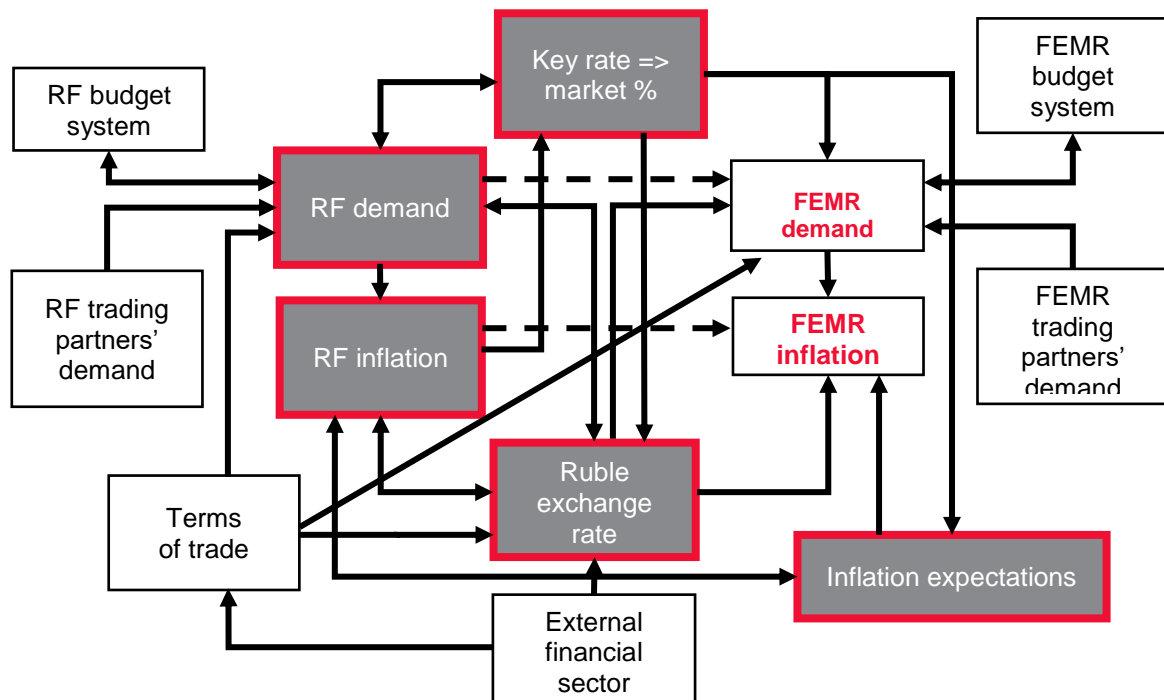 Key rate =>
market %
FEMR
budget
system
RF budget
system
RF demand
FEMR
demand
RF trading
partners’
demand
RF inflation
FEMR
inflation
FEMR
trading
partners’
demand
Terms
of trade
Ruble
exchange
rate
Inflation expectations
External
financial
sector